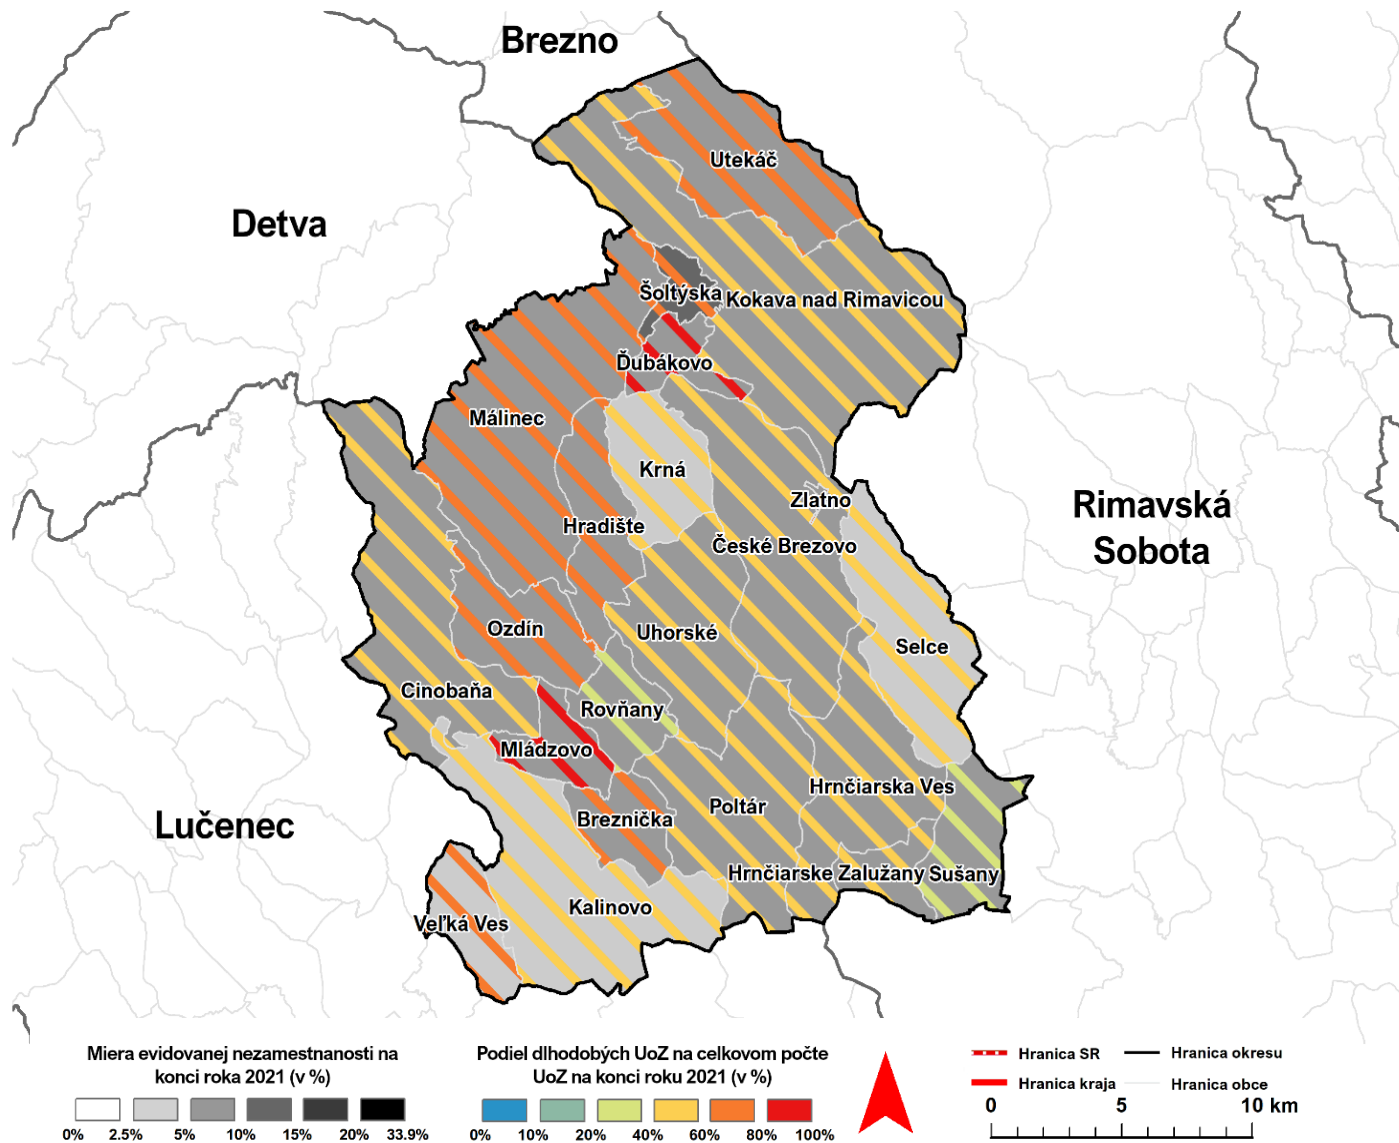 Brezno
Utekáč
Detva
Šoltýska
Kokava nad Rimavicou
Ďubákovo
Málinec
Krná
Zlatno
Rimavská
Sobota
Hradište
České Brezovo
Ozdín
Uhorské
Selce
Cinobaňa
Rovňany
Mládzovo
Hrnčiarska Ves
Poltár
Breznička
Lučenec
Hrnčiarske Zalužany
Sušany
Kalinovo
Veľká Ves
Miera evidovanej nezamestnanosti na
konci roka 2021 (v %)
0% 2.5% 5% 10% 15% 20% 33.9%
Podiel dlhodobých UoZ na celkovom počte
UoZ na konci roku 2021 (v %)
0% 10% 20% 40% 60% 80% 100%
Hranica SR
Hranica okresu
Hranica kraja
Hranica obce
0 5 10 km